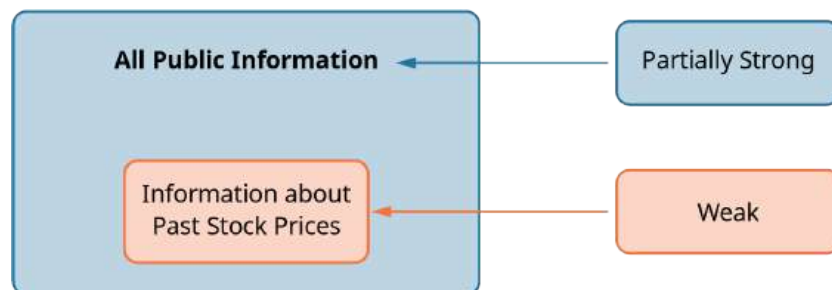 All Public Information
Partially Strong
Information about
Past Stock Prices
Weak